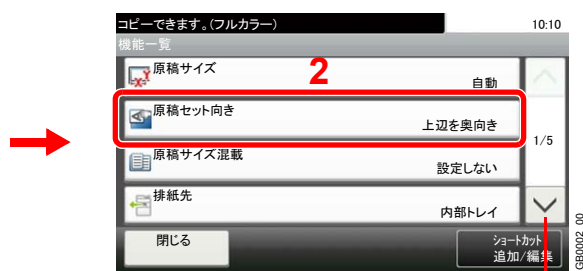 コピーできます。(フルカラー)
10:10
機能一覧
原稿サイズ
2
自動
原稿セット向き
上辺を奥向き
1/5
原稿サイズ混載
設定しない
排紙先
内部トレイ
閉じる
ショートカット
追加/編集
GB0002_00